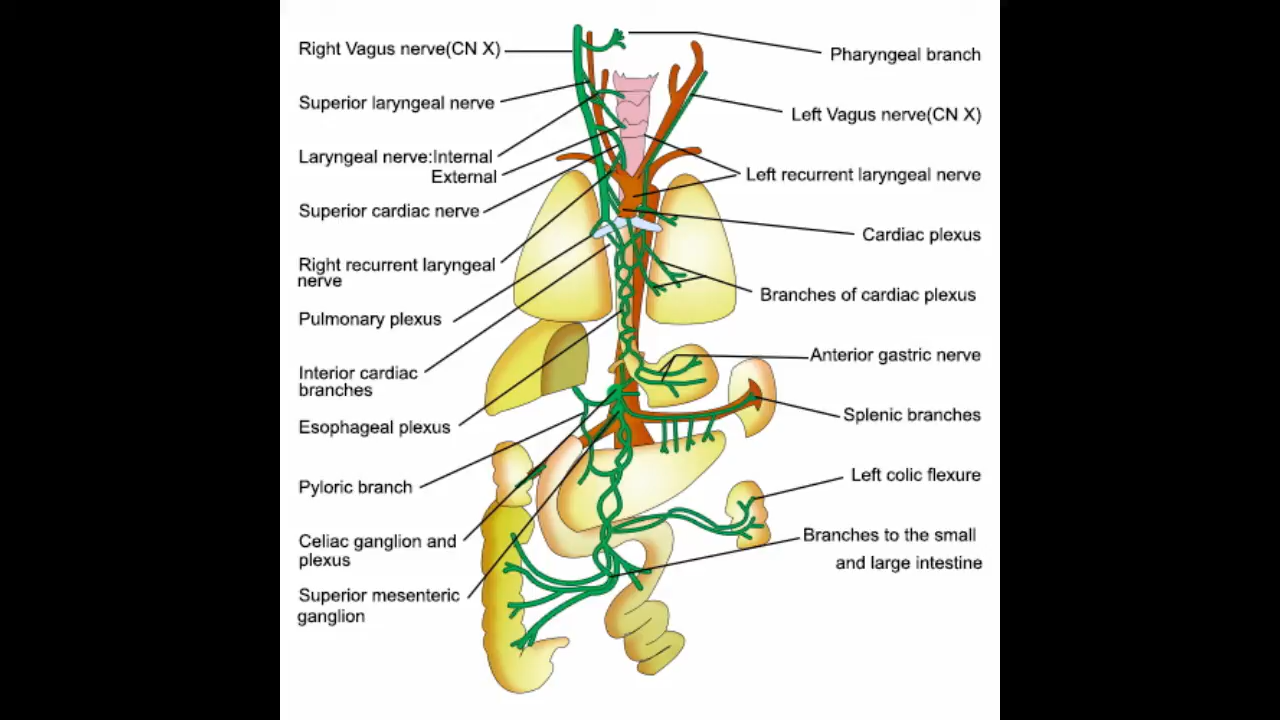 Right Vagus nerve(CN X)
Superior laryngeal nerve
Laryngeal nerve:Internal
External
Superior cardiac nerve
Right recurrent laryngeal
nerve
Pulmonary plexus
Interior cardiac
branches
Esophageal plexus
Pyloric branch
Celiac ganglion and
plexus
Superior mesenteric
ganglion
Pharyngeal branch
Left Vagus nerve(CN X)
Left recurrent laryngeal nerve
Cardiac plexus
Branches of cardiac plexus
Anterior gastric nerve
Splenic branches
Left colic flexure
Branches to the small
and large intestine